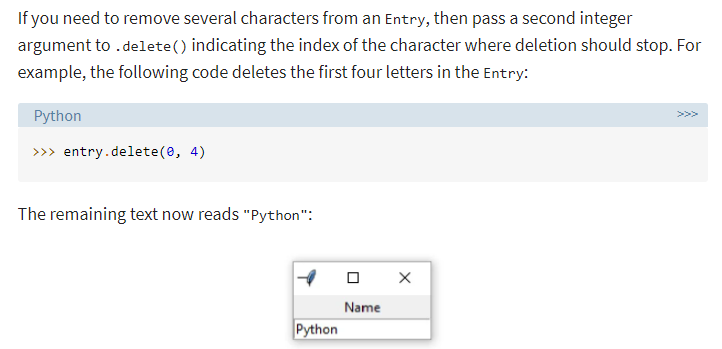 If you need to remove several characters from an Entry, then pass a second integer
argument to .delete() indicating the index of the character where deletion should stop. For
example, the following code deletes the first four letters in the Entry:
Python >>>
>>> entry.delete(0, 4)
The remaining text now reads "Python":
Name
Python